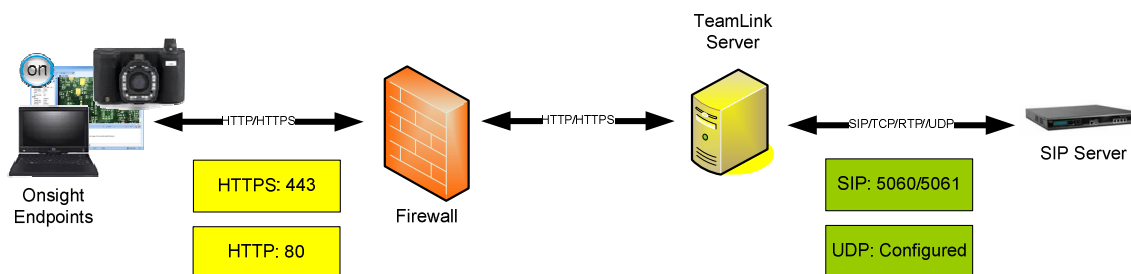 TeamLink
Server
on
HTTP/HTTPS
HTTP/HTTPS
SIP/TCP/RTP//UDP
Onsight
Endpoints
HTTPS: 443
HTTP: 80
Firewall
SIP Server
SIP: 5060/5061
UDP: Configured